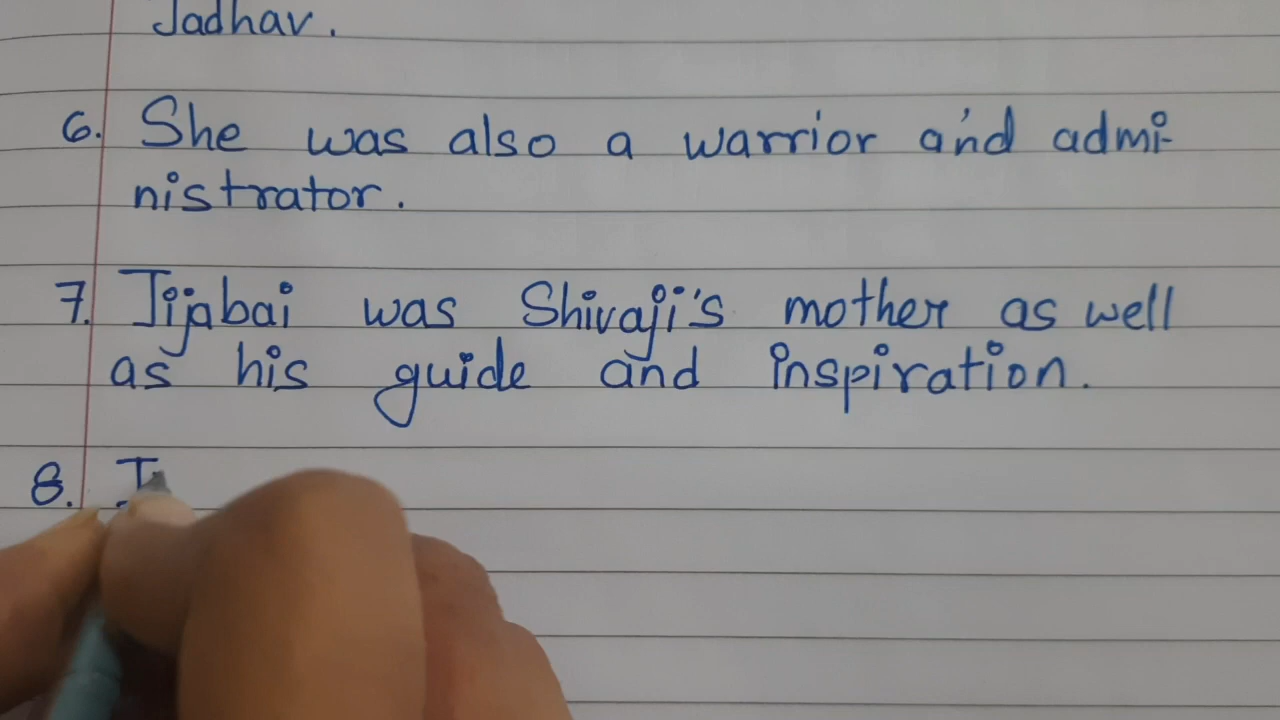 Jadhav.
6. She was also a warrior and admi-
nistrator.
7. Jijabai was Shivaji's mother as well
as his guide and inspiration.
8.